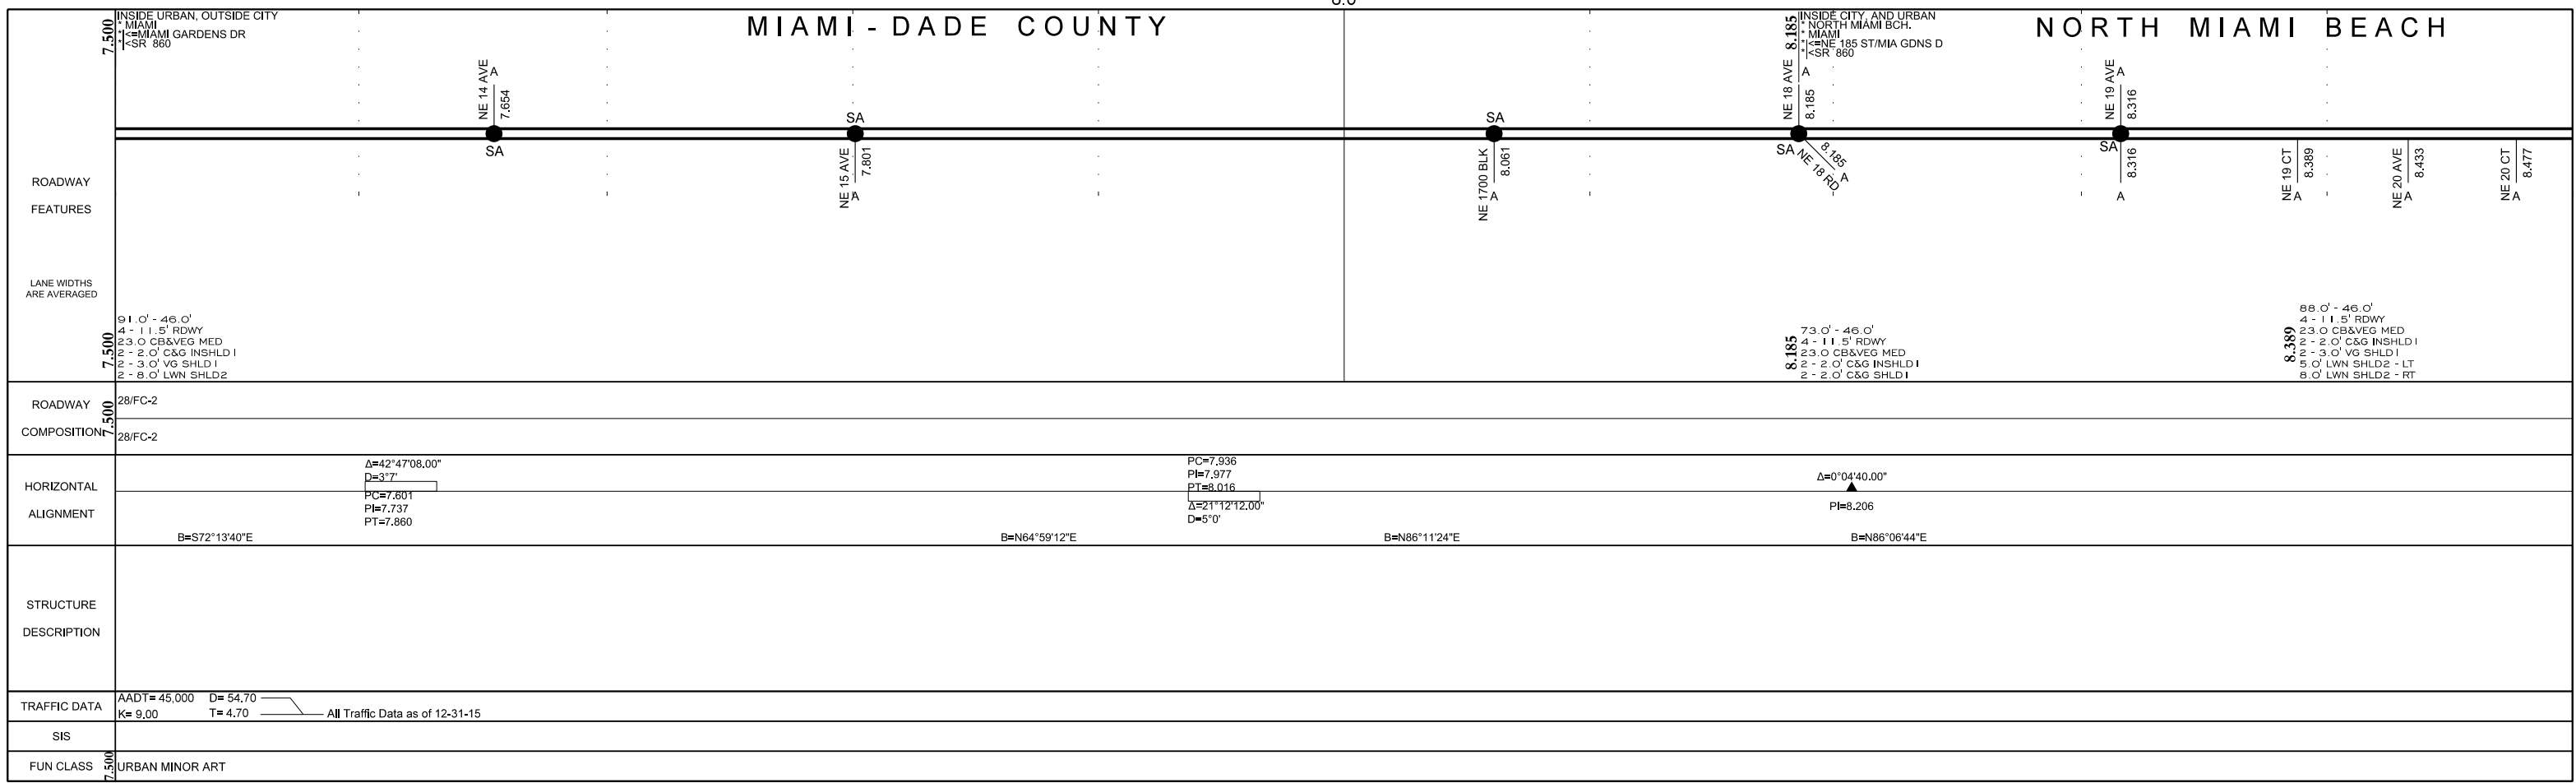 8.0
MIAMI - DADE COUNTY
NORTH MIAMI BEACH
7.500
INSIDE URBAN, OUTSIDE CITY
* MIAMI
*|<=MIAMI GARDENS DR
*|<SR 860
8.185
INSIDE CITY, AND URBAN
* NORTH MIAMI BCH.
* MIAMI
*|<=NE 185 ST/MIA GDNS D
*|<SR 860
NE 14 AVE
A
7.654
SA
SA
NE 15 AVE
7.801
A
SA
NE 1700 BLK
8.061
A
NE 18 AVE
A
8.185
SA
NE 18 RD
8.185
A
NE 19 AVE
A
8.316
SA
8.316
A
NE 19 CT
8.389
A
NE 20 AVE
8.433
A
NE 20 CT
8.477
A
ROADWAY
FEATURES
LANE WIDTHS
ARE AVERAGED
7.500
91.0' - 46.0'
4 - 11.5' RDWY
23.0 CB&VEG MED
2 - 2.0' C&G INSHLD1
2 - 3.0' VG SHLD1
2 - 8.0' LWN SHLD2
8.185
73.0' - 46.0'
4 - 11.5' RDWY
23.0 CB&VEG MED
2 - 2.0' C&G INSHLD1
2 - 2.0' C&G SHLD1
8.389
88.0' - 46.0'
4 - 11.5' RDWY
23.0 CB&VEG MED
2 - 2.0' C&G INSHLD1
2 - 3.0' VG SHLD1
5.0' LWN SHLD2 - LT
8.0' LWN SHLD2 - RT
ROADWAY
COMPOSITION
7.500
28/FC-2
28/FC-2
HORIZONTAL
ALIGNMENT
Δ=42°47'08.00"
D=3°7'
PC=7.601
PI=7.737
PT=7.860
PC=7.936
PI=7.977
PT=8.016
Δ=21°12'12.00"
D=5°0'
Δ=0°04'40.00"
PI=8.206
B=S72°13'40"E
B=N64°59'12"E
B=N86°11'24"E
B=N86°06'44"E
STRUCTURE
DESCRIPTION
TRAFFIC DATA
AADT= 45,000 D= 54.70
K= 9.00 T= 4.70
All Traffic Data as of 12-31-15
SIS
FUN CLASS
7.500
URBAN MINOR ART